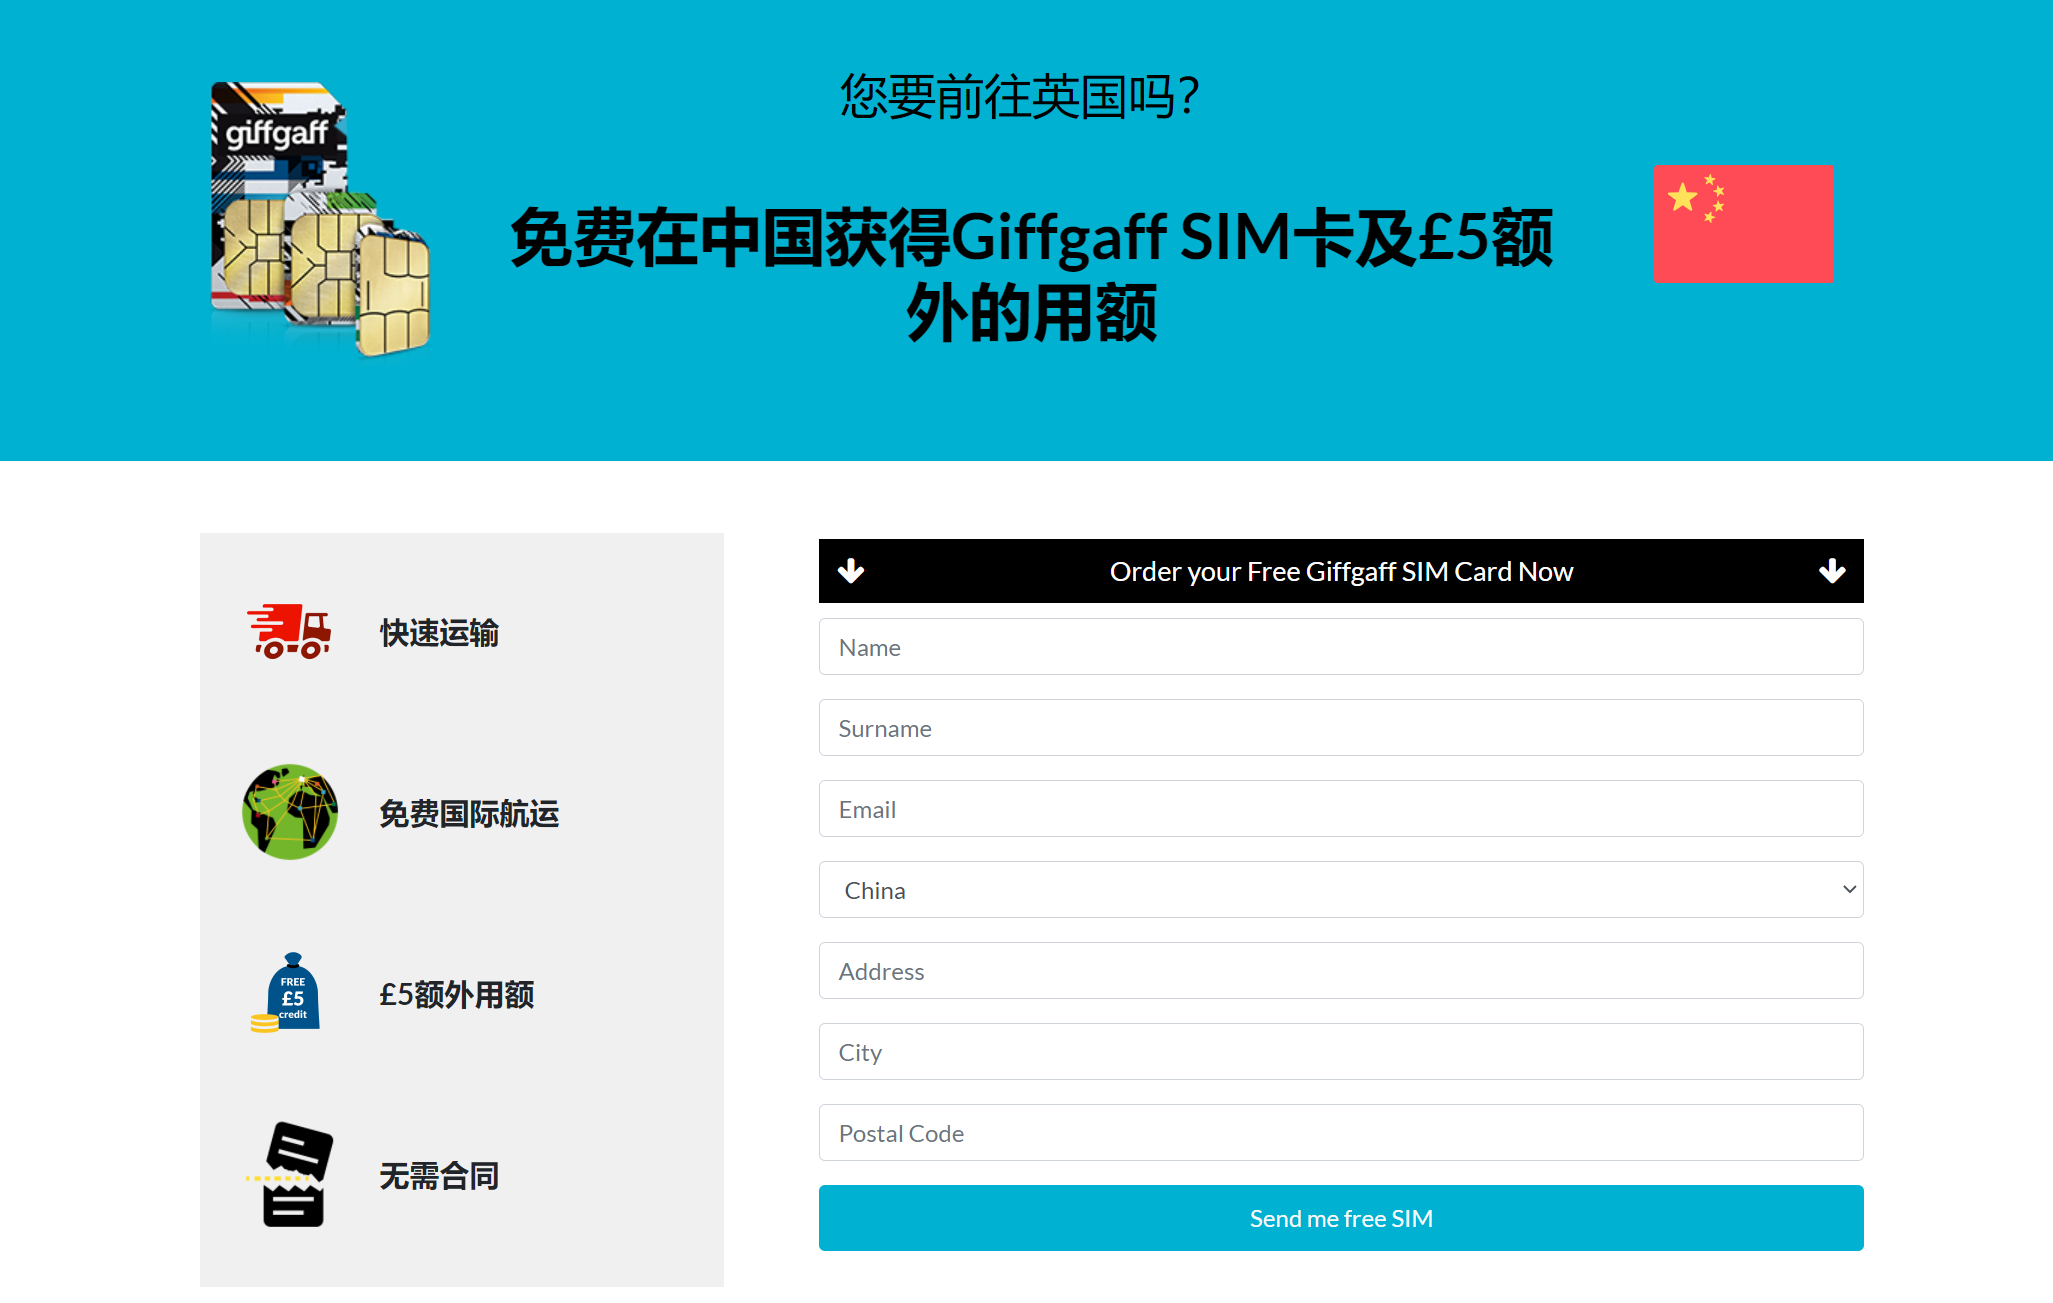 giffgaff
您要前往英国吗？
免费在中国获得Giffgaff SIM卡及£5额
外的用额
快速运输
免费国际航运
FREE
£5
credit
£5额外用额
无需合同
Order your Free Giffgaff SIM Card Now
Name
Surname
Email
China
Address
City
Postal Code
Send me free SIM